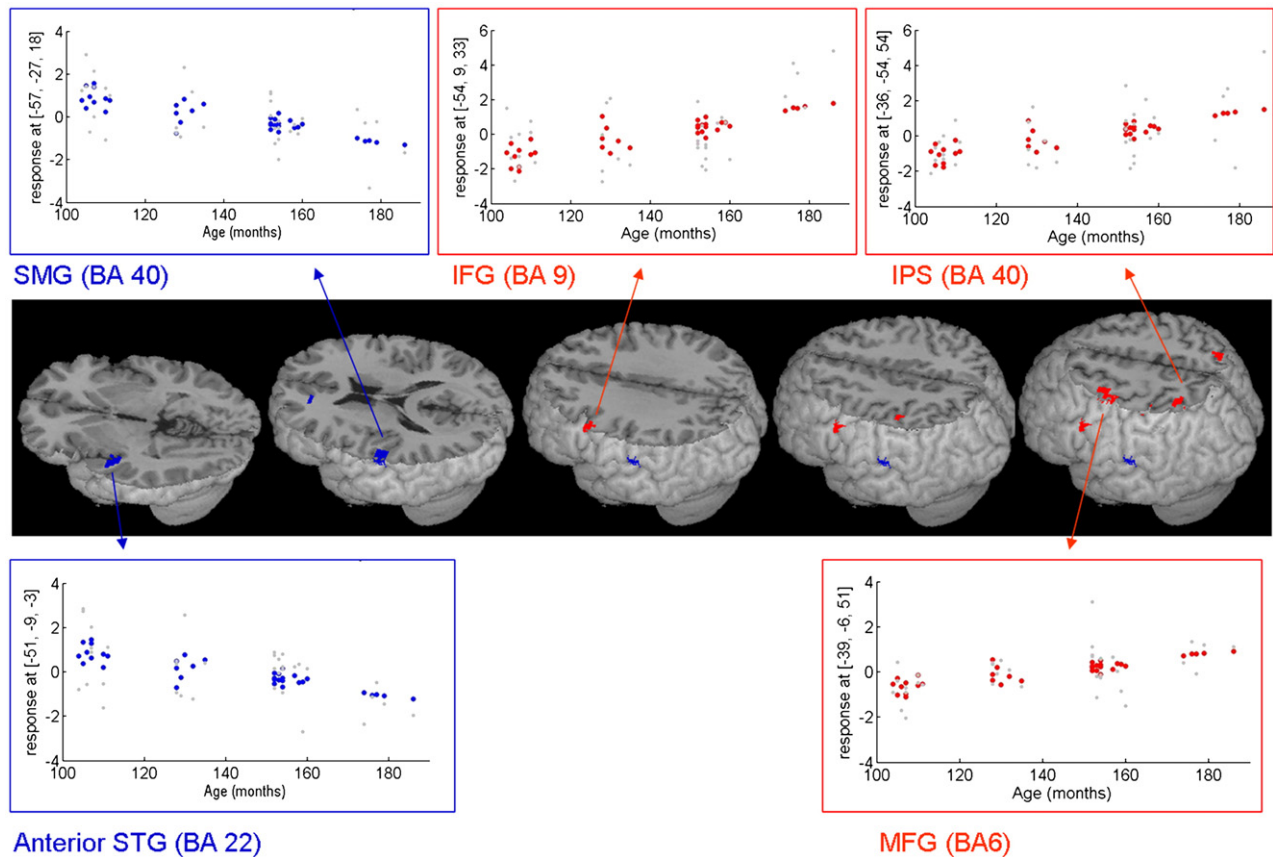 response at [-57, -27, 18]
4
2
0
-2
-4
100 120 140 160 180
Age (months)
SMG (BA 40)
response at [-54, 9, 33]
6
4
2
0
-2
-4
100 120 140 160 180
Age (months)
IFG (BA 9)
response at [-36, -54, 54]
6
4
2
0
-2
-4
100 120 140 160 180
Age (months)
IPS (BA 40)
response at [-51, -9, -3]
4
2
0
-2
-4
100 120 140 160 180
Age (months)
Anterior STG (BA 22)
response at [-39, -6, 51]
4
2
0
-2
-4
100 120 140 160 180
Age (months)
MFG (BA6)